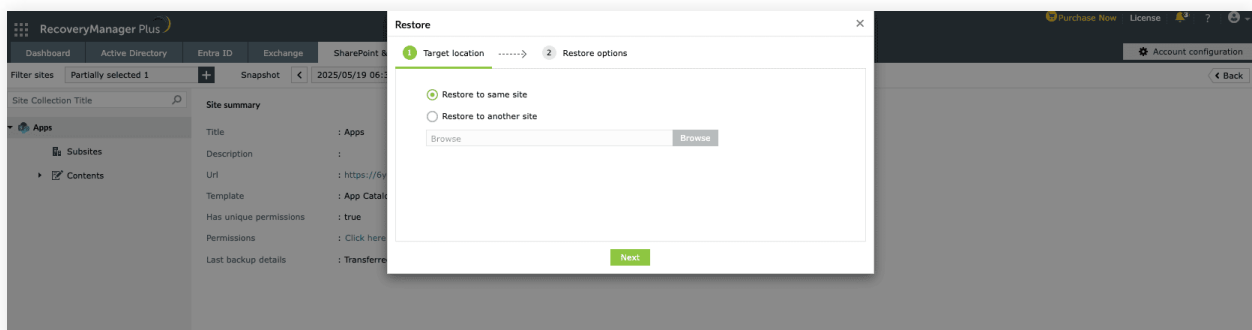 RecoveryManager Plus
Purchase Now License 3 ?
Dashboard Active Directory Entra ID Exchange SharePoint &
Account configuration
Filter sites Partially selected 1 + Snapshot 2025/05/19 06:3
Back
Site Collection Title
Apps
Subsites
Contents
Site summary
Title : Apps
Description :
Url : https://6y
Template : App Catalo
Has unique permissions : true
Permissions : Click here
Last backup details : Transferre
Restore
1 Target location 2 Restore options
Restore to same site
Restore to another site
Browse Browse
Next